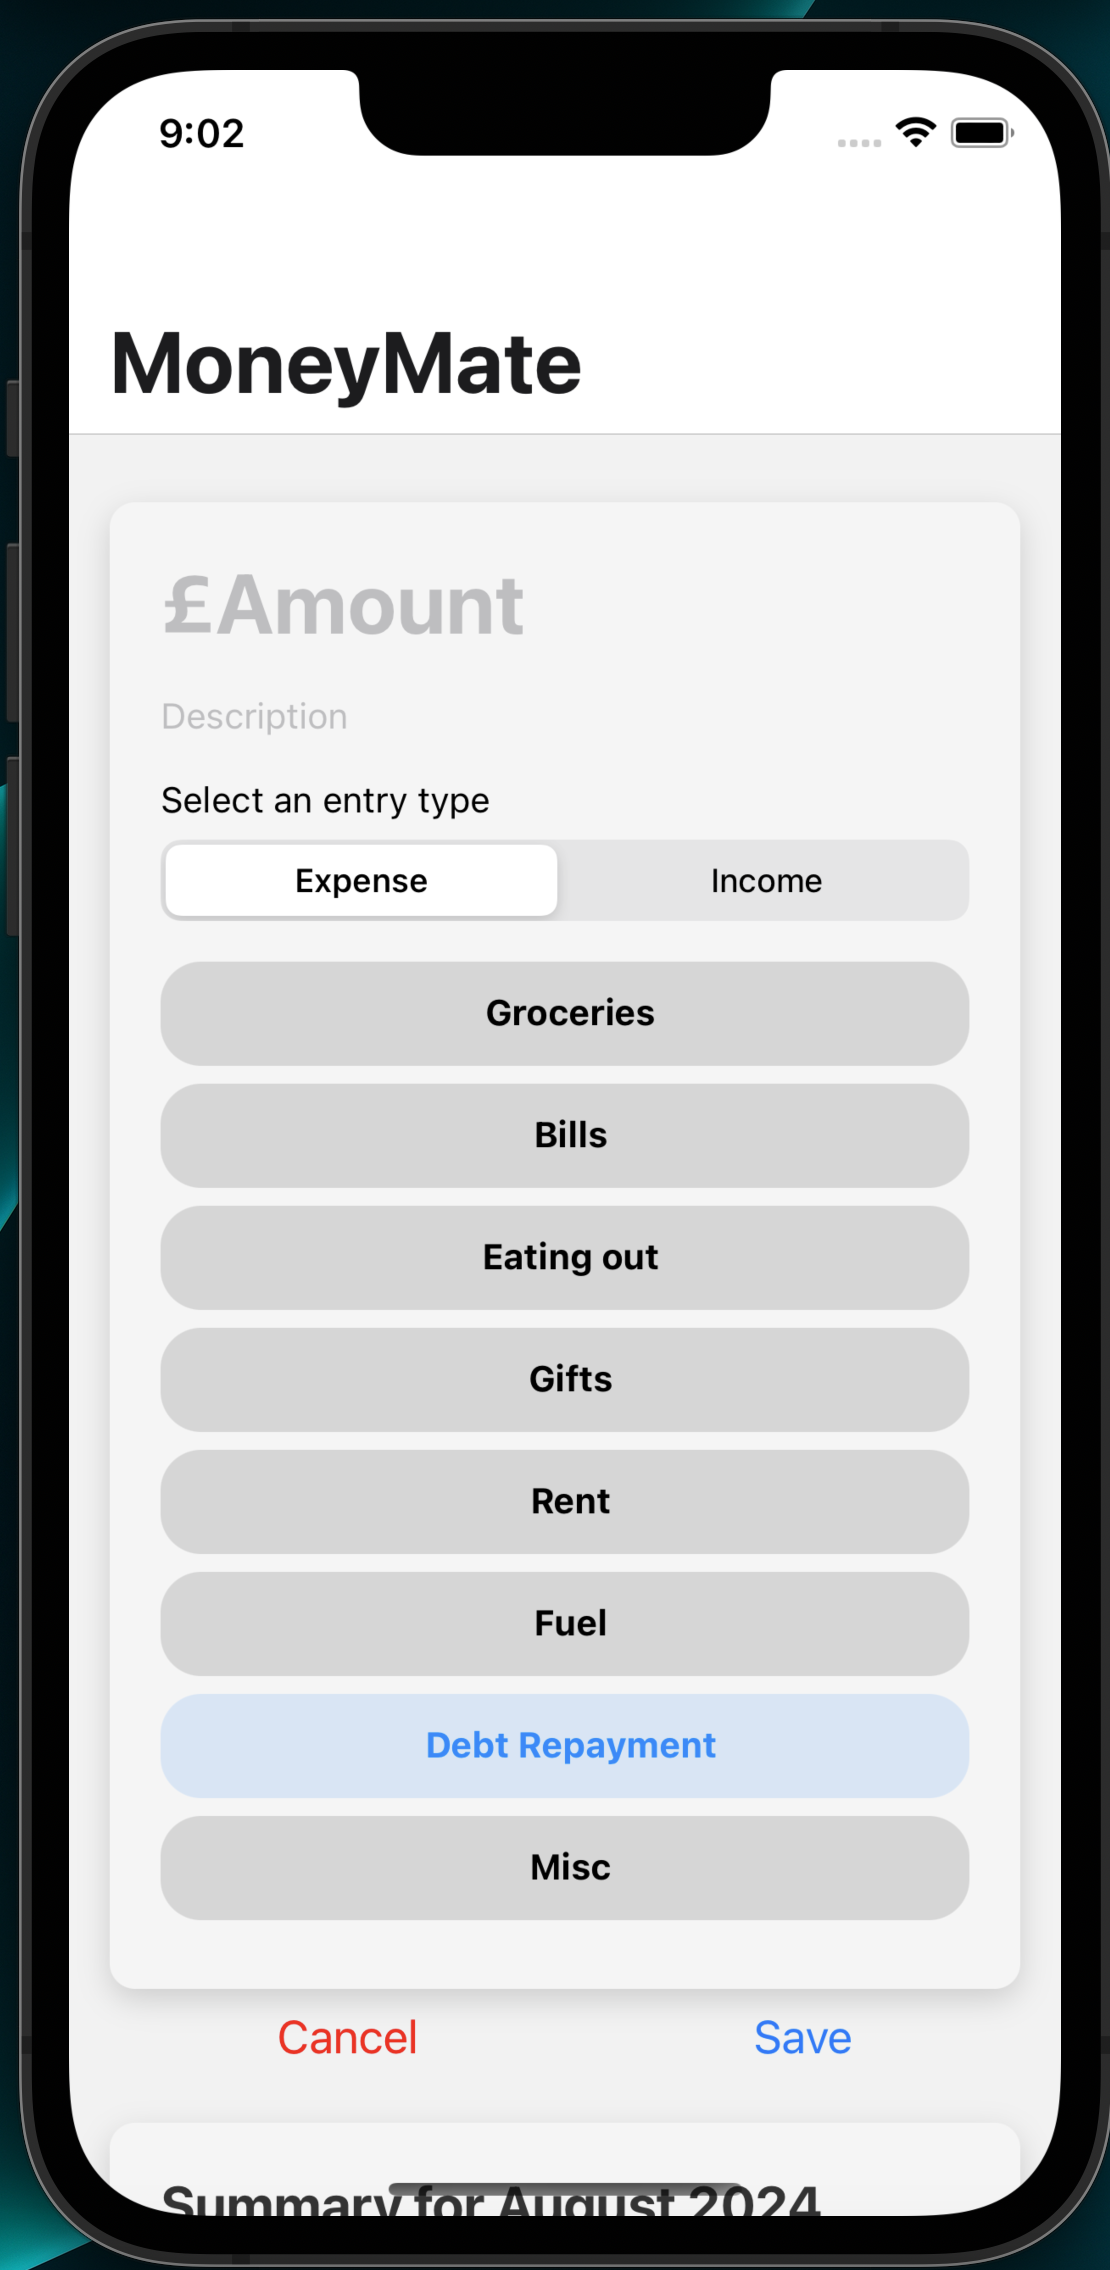 9:02
MoneyMate
£Amount
Description
Select an entry type
Expense Income
Groceries
Bills
Eating out
Gifts
Rent
Fuel
Debt Repayment
Misc
Cancel Save
Summary for August 2024